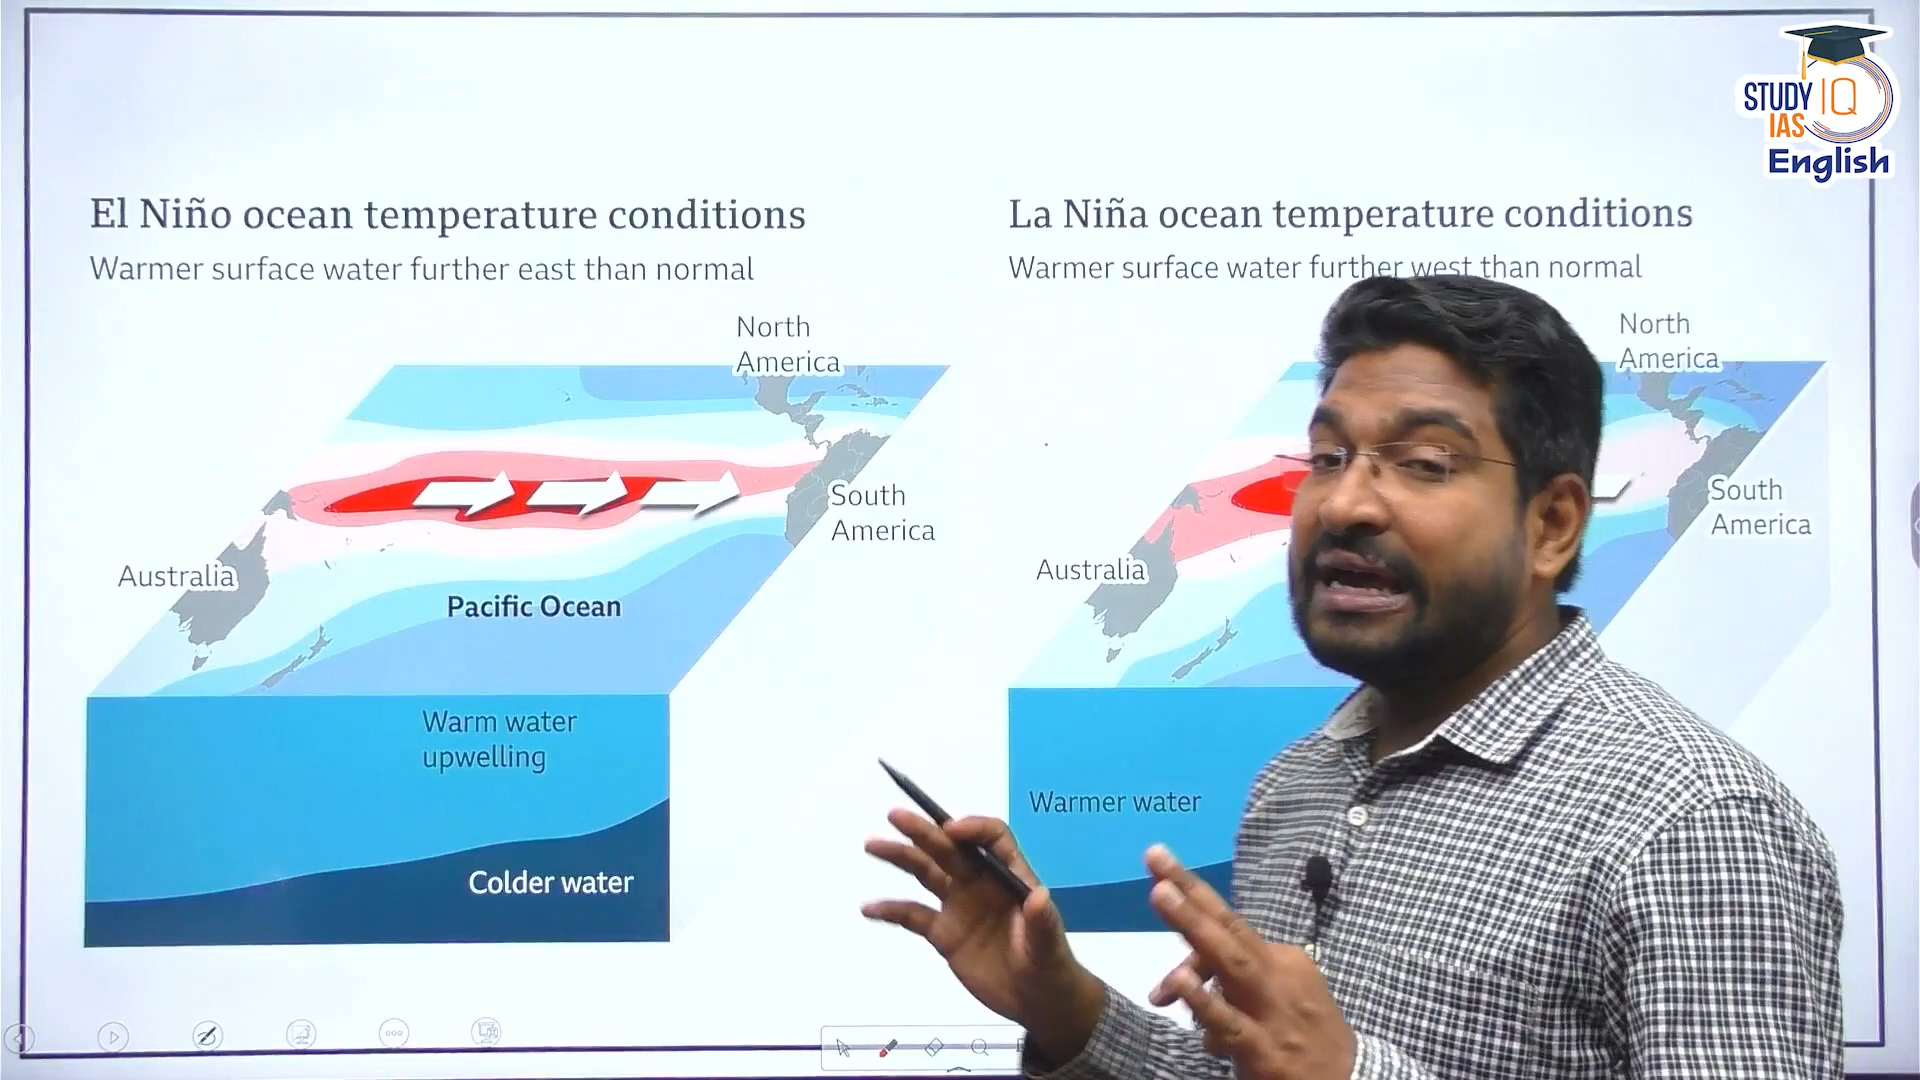 STUDY IQ
IAS
English
El Niño ocean temperature conditions
Warmer surface water further east than normal
North
America
South
America
Australia
Pacific Ocean
Warm water
upwelling
Colder water
La Niña ocean temperature conditions
Warmer surface water further west than normal
North
America
South
America
Australia
Warmer water